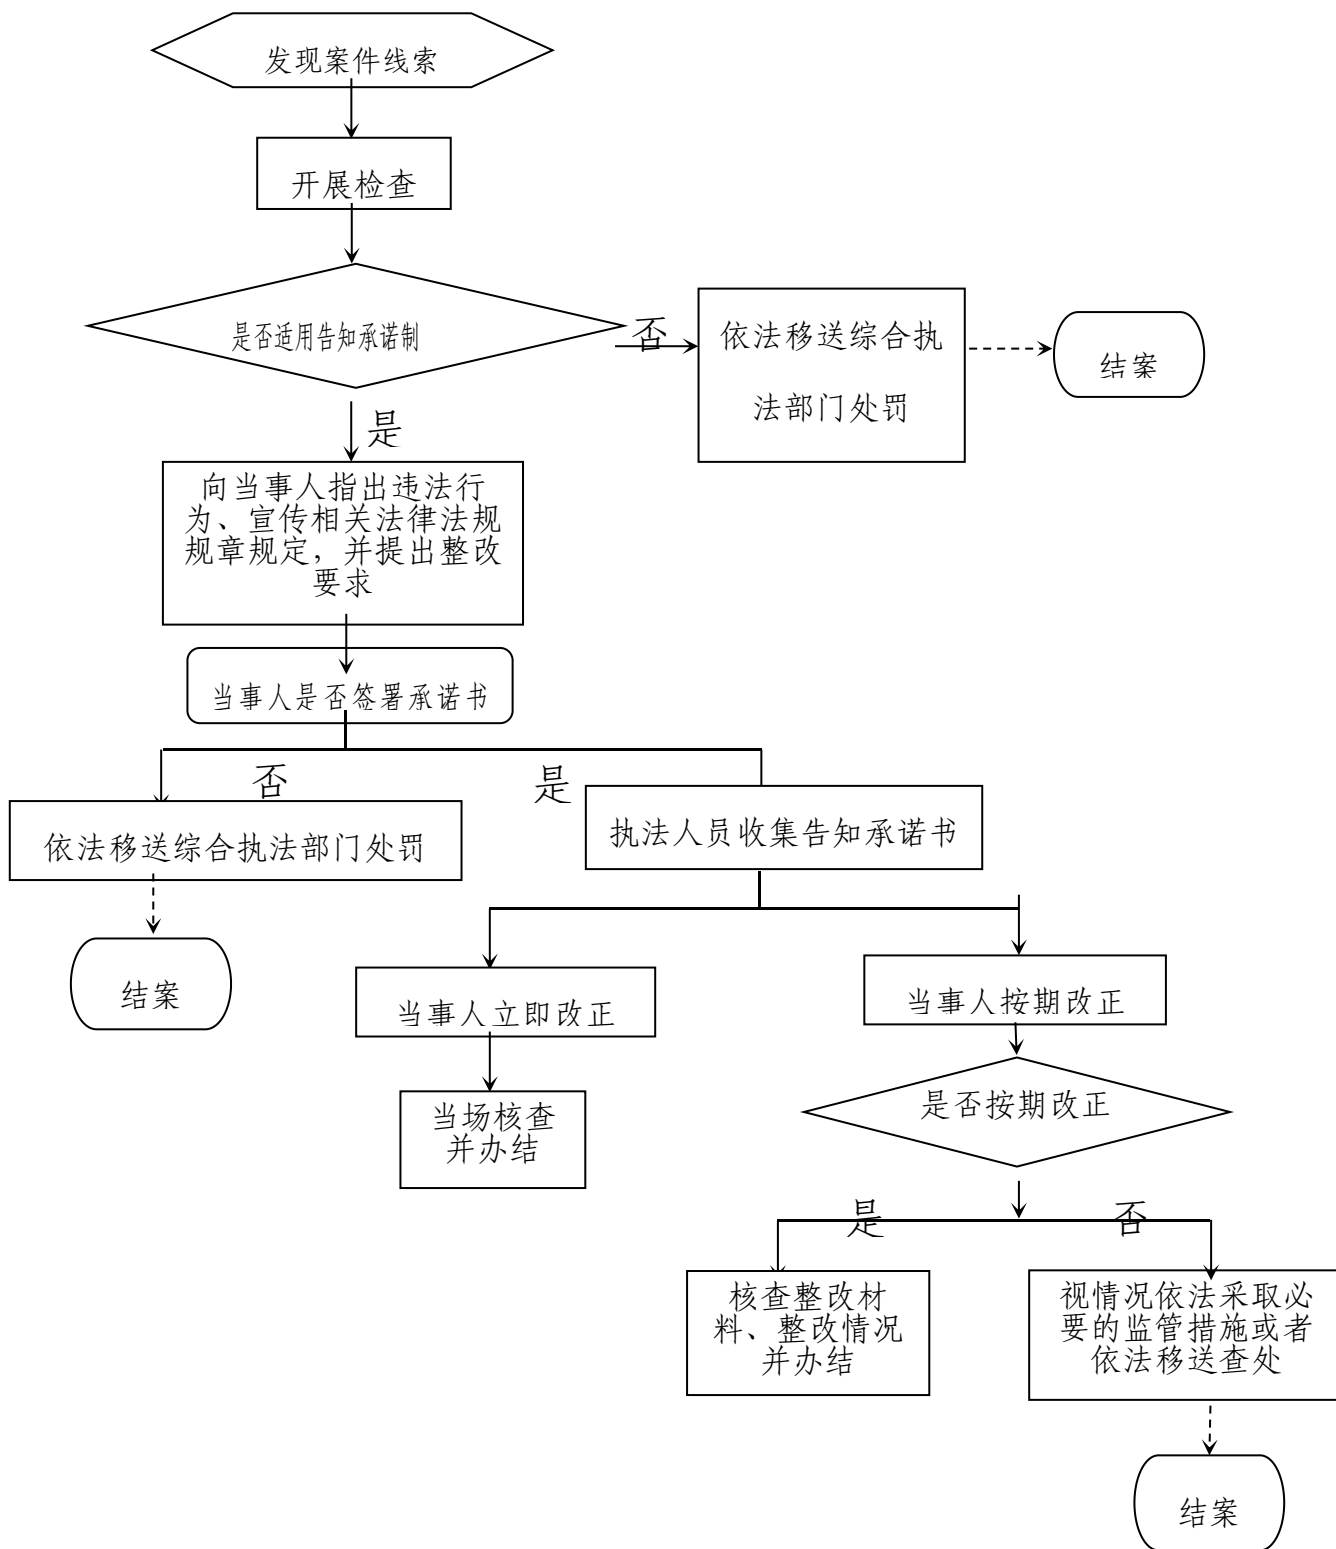 发现案件线索
开展检查
是否适用告知承诺制
否
依法移送综合执
法部门处罚
结案
是
向当事人指出违法行
为、宣传相关法律法规
规章规定，并提出整改
要求
当事人是否签署承诺书
否
是
依法移送综合执法部门处罚
执法人员收集告知承诺书
结案
当事人立即改正
当事人按期改正
当场核查
并办结
是否按期改正
是
否
核查整改材
料、整改情况
并办结
视情况依法采取必
要的监管措施或者
依法移送查处
结案